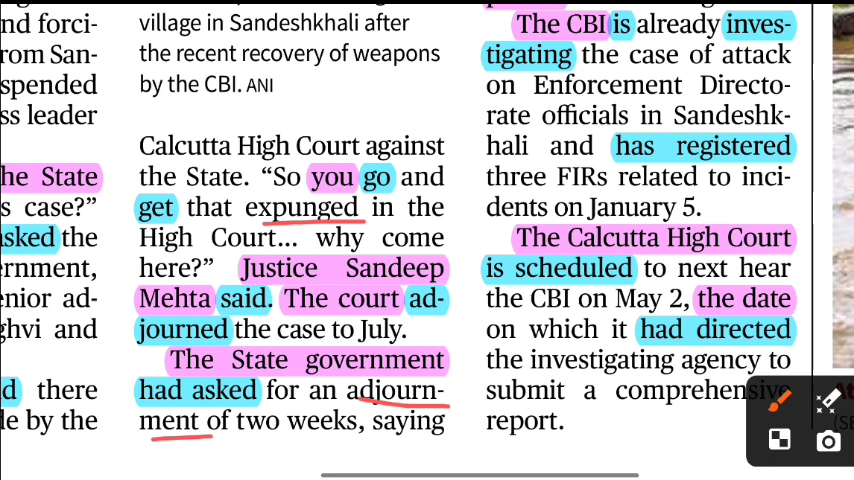 nd forci-
rom San-
spended
ss leader
he State
s case?”
asked the
ernment,
enior ad-
ghvi and
d there
le by the
village in Sandeshkhali after
the recent recovery of weapons
by the CBI. ANI
Calcutta High Court against
the State. “So you go and
get that expunged in the
High Court... why come
here?” Justice Sandeep
Mehta said. The court ad-
journed the case to July.
The State government
had asked for an adjourn-
ment of two weeks, saying
The CBI is already inves-
tigating the case of attack
on Enforcement Directo-
rate officials in Sandeshk-
hali and has registered
three FIRs related to inci-
dents on January 5.
The Calcutta High Court
is scheduled to next hear
the CBI on May 2, the date
on which it had directed
the investigating agency to
submit a comprehensive
report.